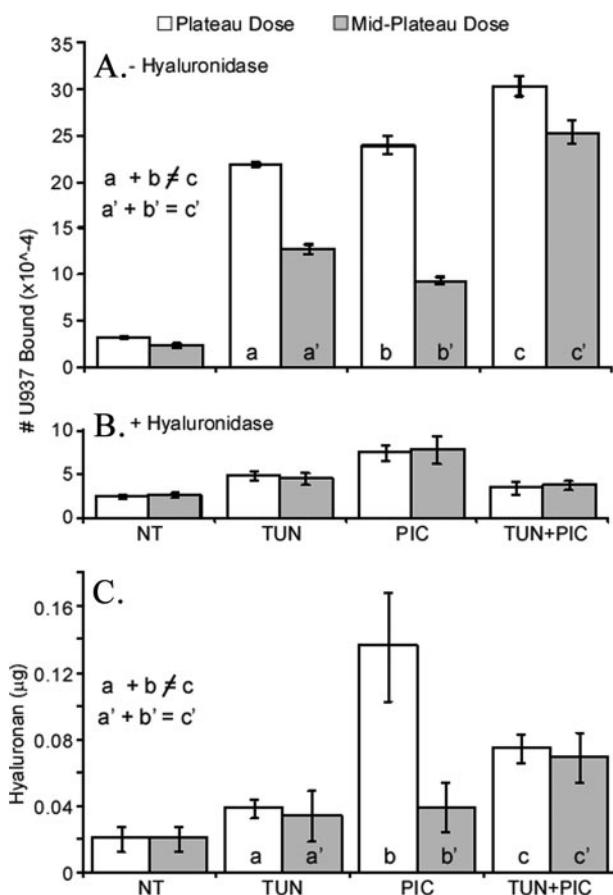 Plateau Dose Mid-Plateau Dose
A. - Hyaluronidase
35
30
25
20
15
10
5
0
a + b ≠ c
a' + b' = c'
a a' b b' c c'
# U937 Bound (x10^-4)
B. + Hyaluronidase
10
5
0
NT TUN PIC TUN+PIC
C.
0.16
0.12
0.08
0.04
0
a + b ≠ c
a' + b' = c'
Hyaluronan (µg)
a a' b b' c c'
NT TUN PIC TUN+PIC